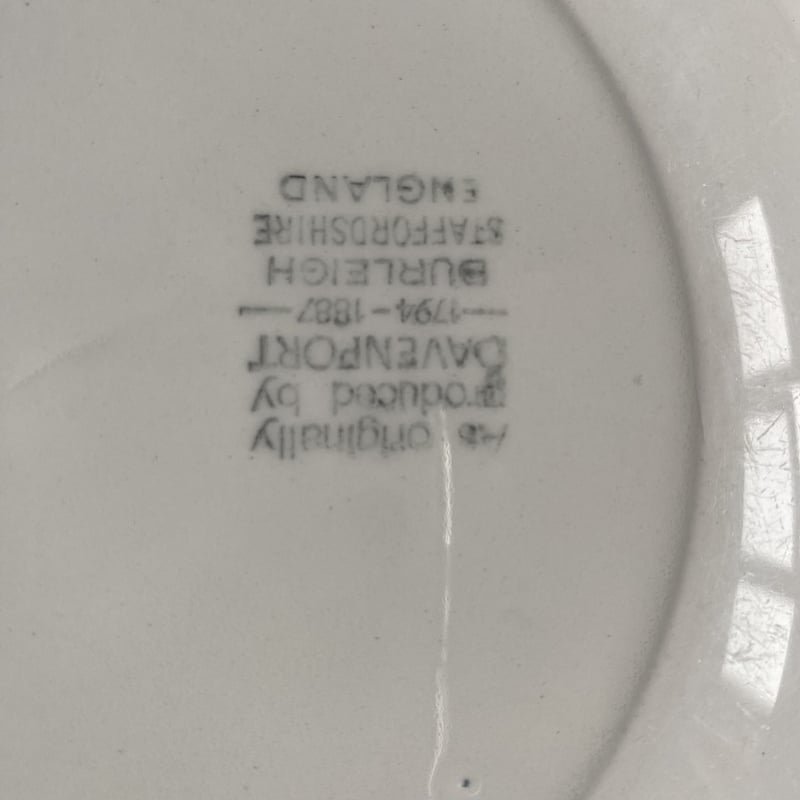 As originally
produced by
DAVENPORT
—1794-1887—
BURLEIGH
STAFFORDSHIRE
ENGLAND